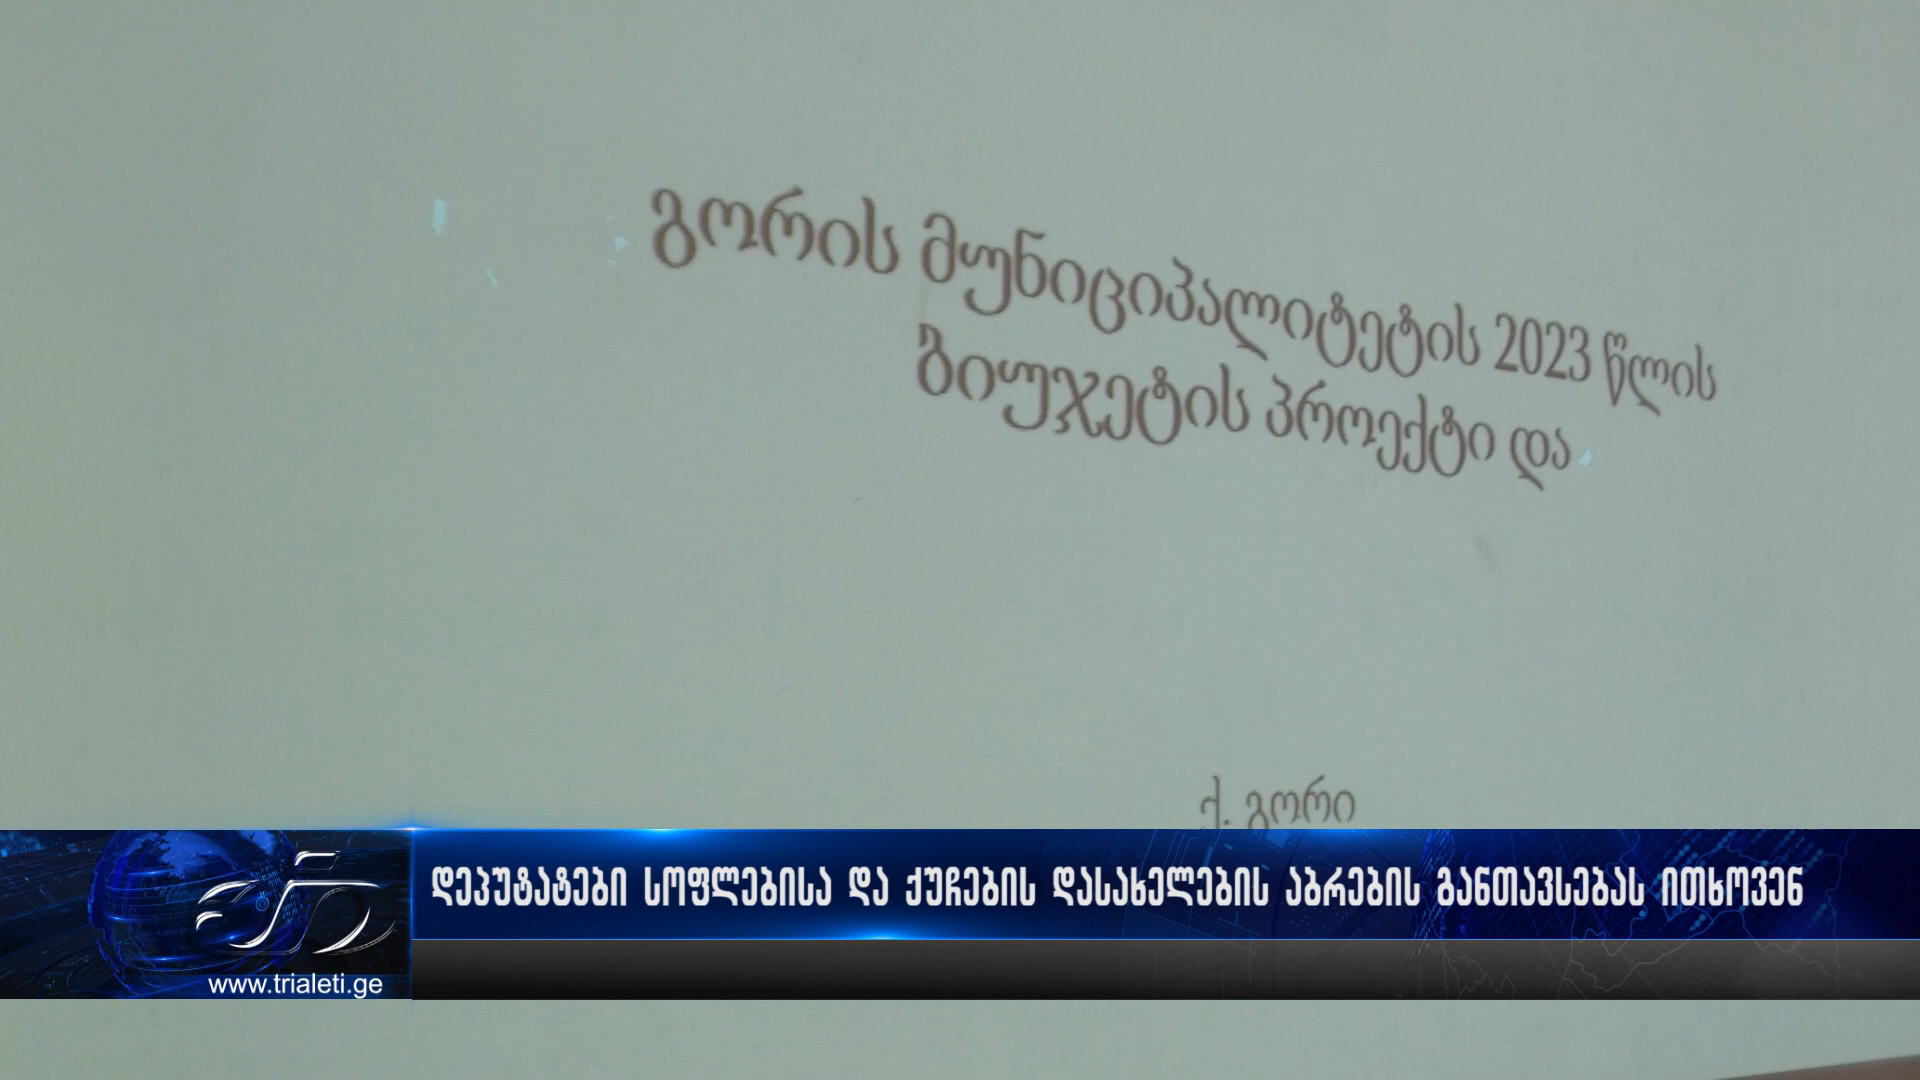 გორის მუნიციპალიტეტის 2023 წლის
ბიუჯეტის პროექტი და
ქ. გორი
დეპუტატები სოფლებისა და ქუჩების დასახელების აბრების განთავსებას ითხოვენ
www.trialeti.ge